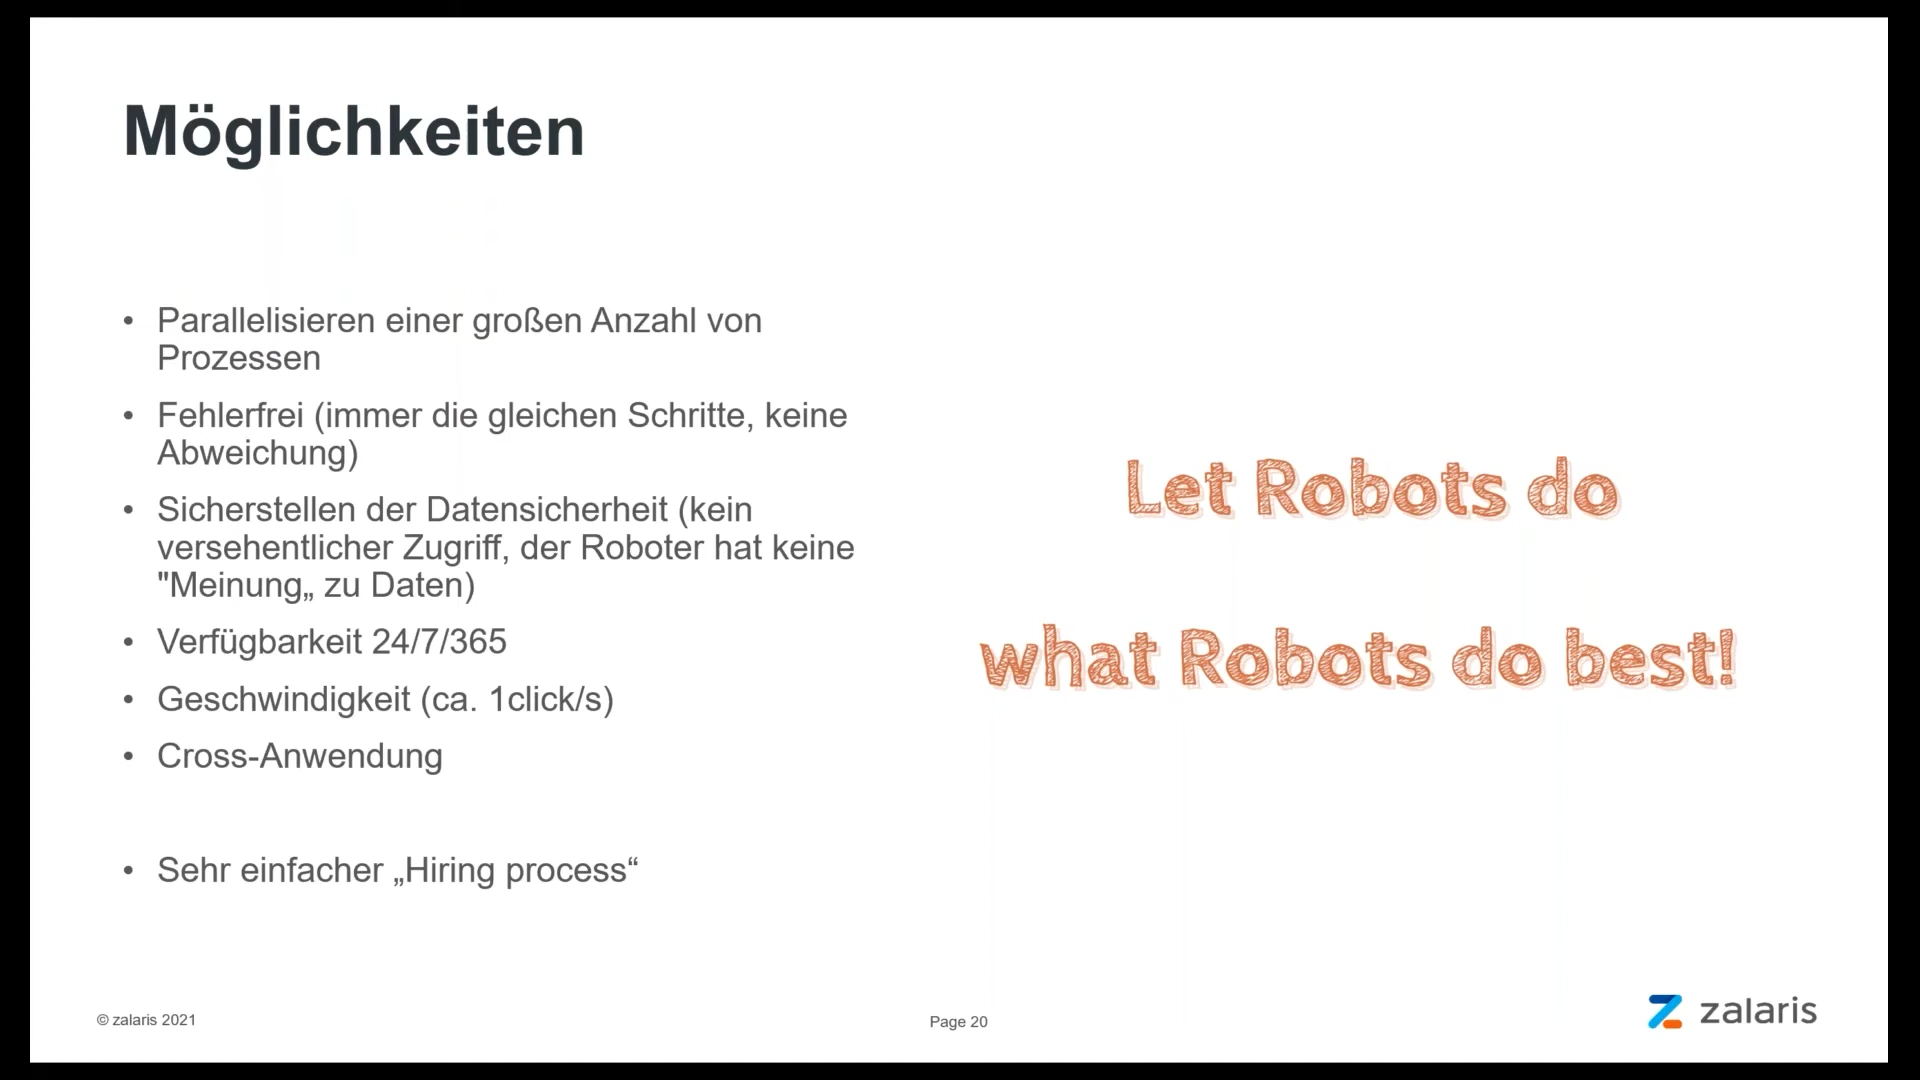 Möglichkeiten
• Parallelisieren einer großen Anzahl von
Prozessen
• Fehlerfrei (immer die gleichen Schritte, keine
Abweichung)
• Sicherstellen der Datensicherheit (kein
versehentlicher Zugriff, der Roboter hat keine
"Meinung„ zu Daten)
• Verfügbarkeit 24/7/365
• Geschwindigkeit (ca. 1click/s)
• Cross-Anwendung
• Sehr einfacher „Hiring process“
Let Robots do
what Robots do best!
© zalaris 2021
Page 20
zalaris